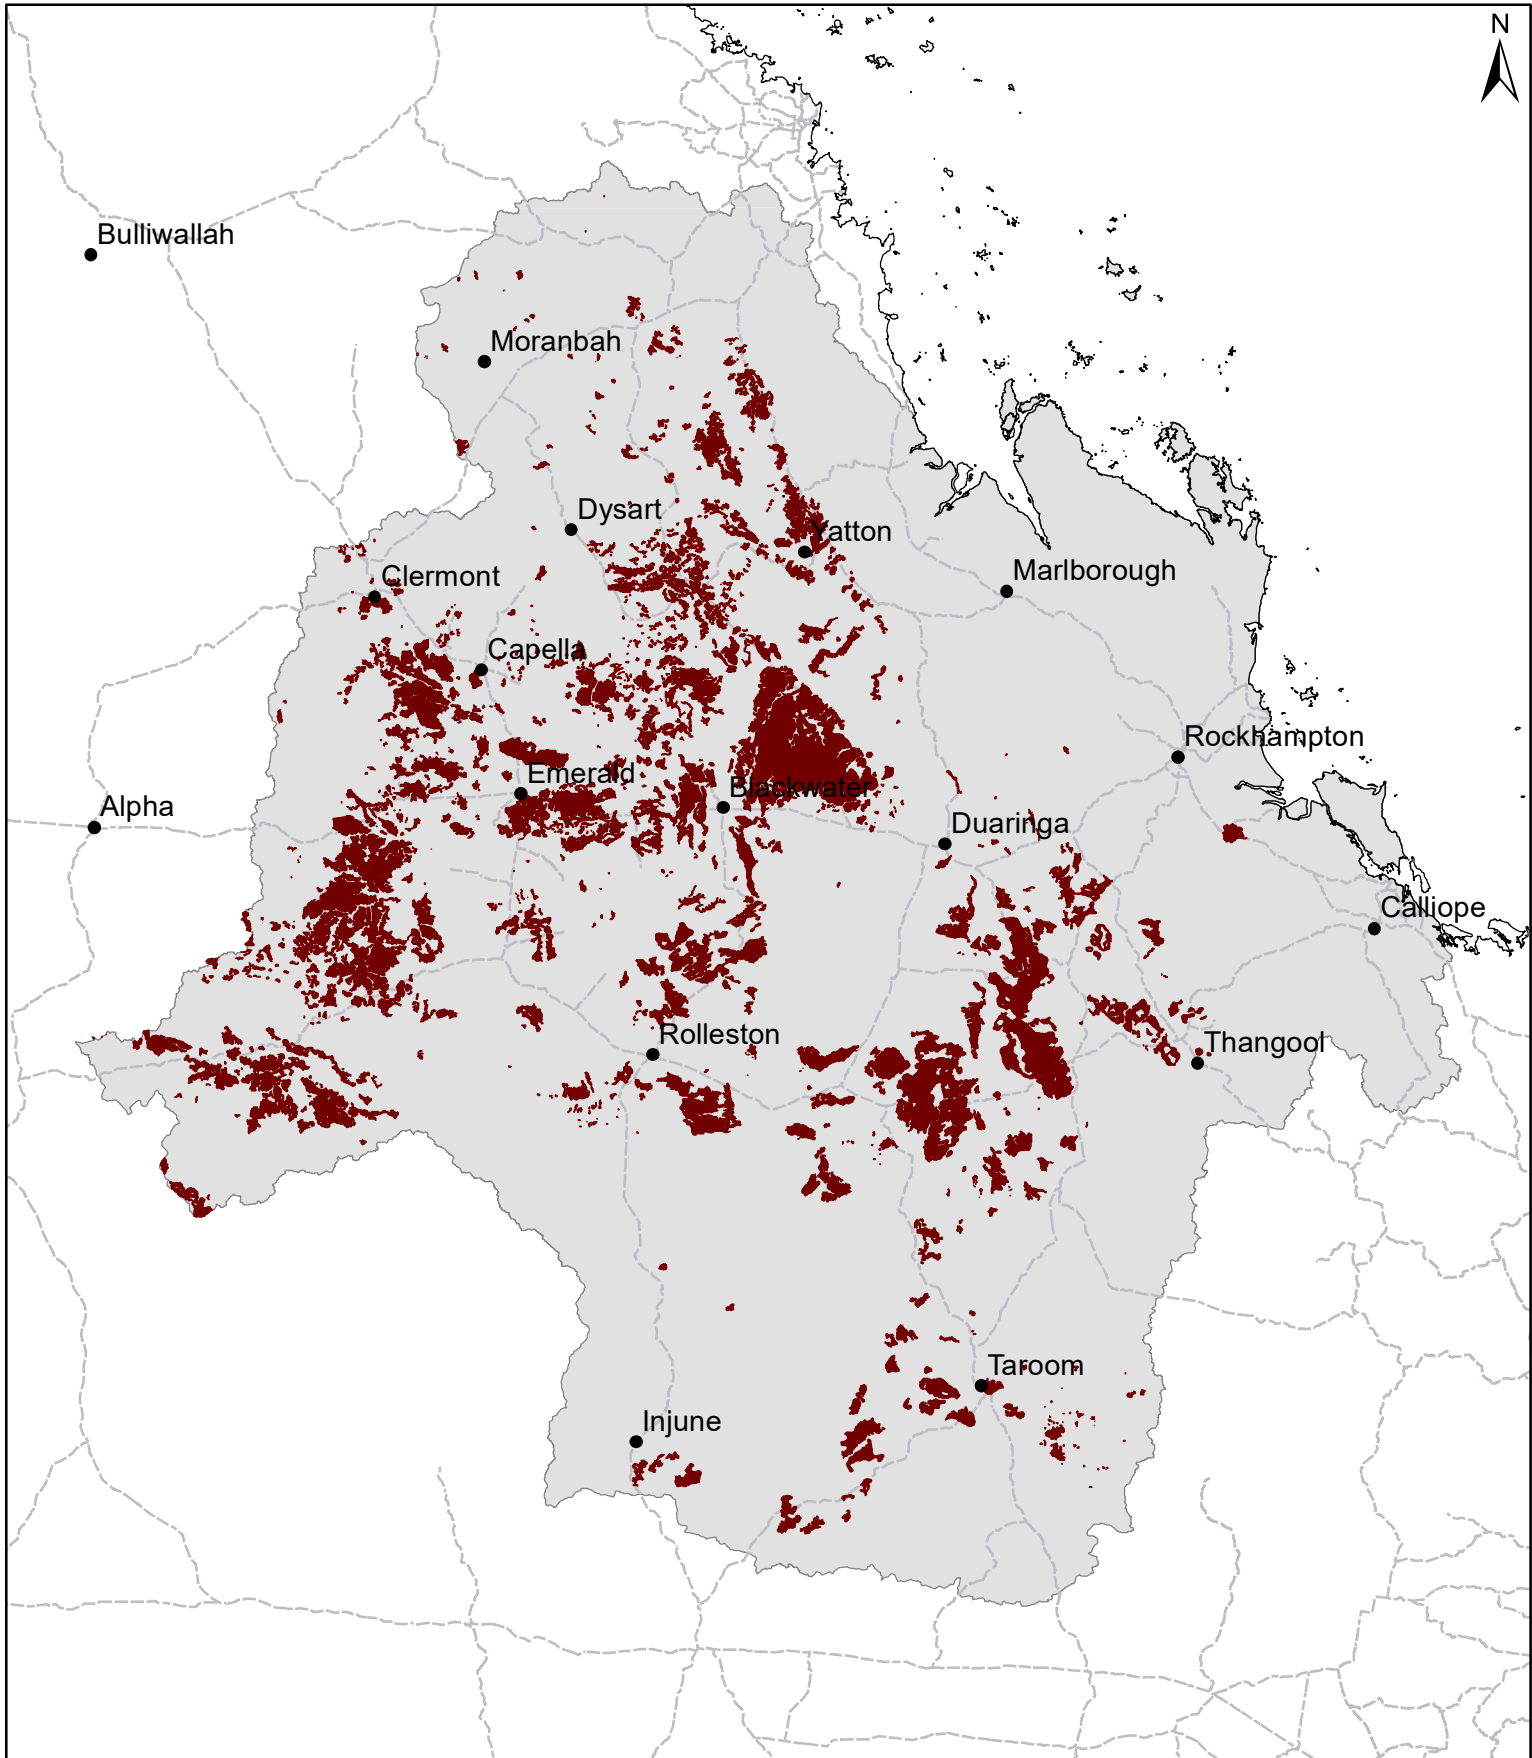 N
Bulliwallah
Moranbah
Dysart
Yatton
Clermont
Marlborough
Capella
Rockhampton
Emerald
Blackwater
Alpha
Duaringa
Calliope
Rolleston
Thangool
Taroom
Injune